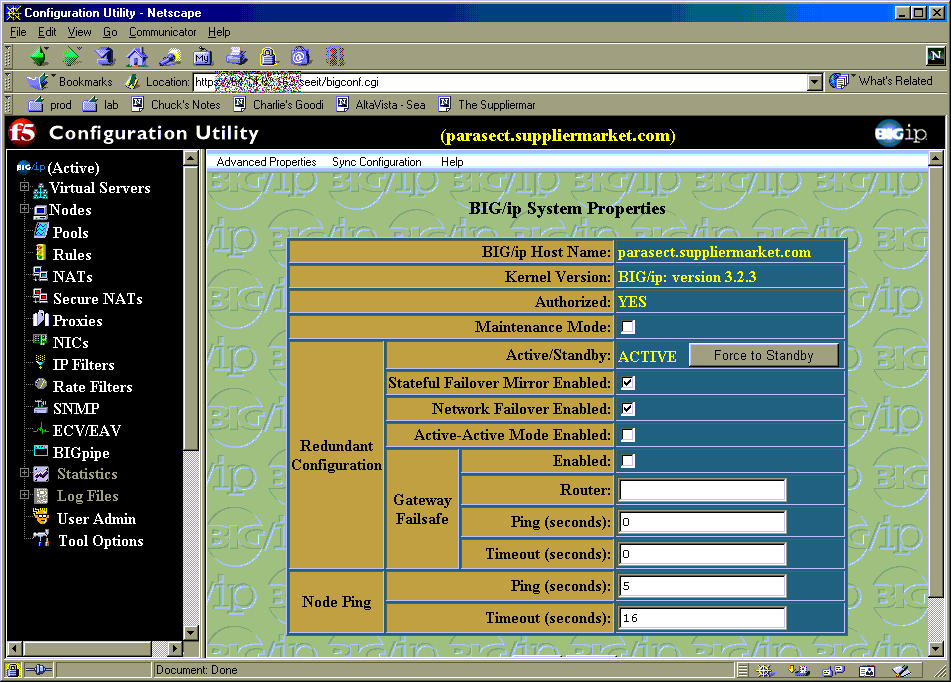 Configuration Utility - Netscape
File Edit View Go Communicator Help
My
N
Bookmarks Location: https seeit/bigconf.cgi What's Related
prod lab Chuck's Notes Charlie's Goodi AltaVista - Sea The Suppliermar
f5 Configuration Utility (parasect.suppliermarket.com) BIG/ip
BIG/ip (Active)
Virtual Servers
Nodes
Pools
Rules
NATs
Secure NATs
Proxies
NICs
IP Filters
Rate Filters
SNMP
ECV/EAV
BIGpipe
Statistics
Log Files
User Admin
Tool Options
Advanced Properties Sync Configuration Help
BIG/ip System Properties
BIG/ip Host Name: parasect.suppliermarket.com
Kernel Version: BIG/ip: version 3.2.3
Authorized: YES
Maintenance Mode:
Redundant Configuration
Active/Standby: ACTIVE Force to Standby
Stateful Failover Mirror Enabled:
Network Failover Enabled:
Active-Active Mode Enabled:
Gateway Failsafe
Enabled:
Router:
Ping (seconds): 0
Timeout (seconds): 0
Node Ping
Ping (seconds): 5
Timeout (seconds): 16
Document: Done